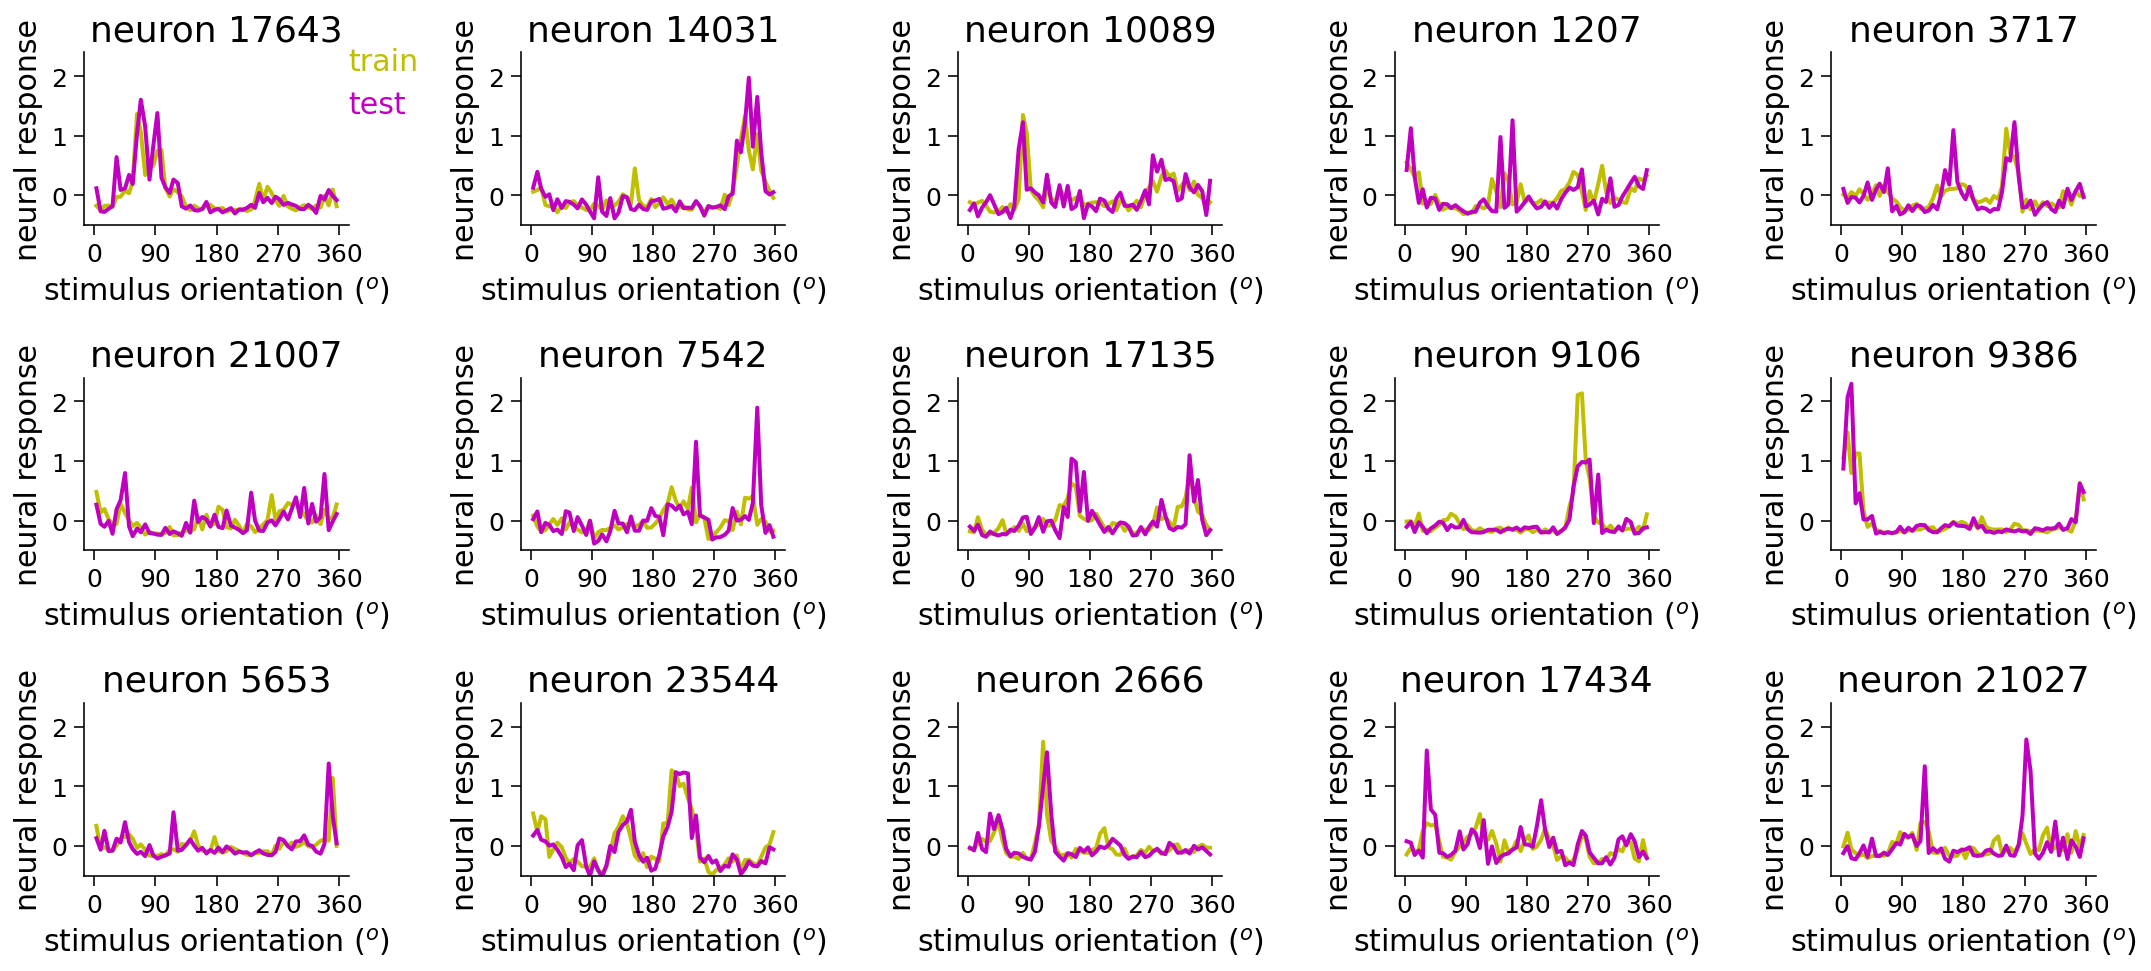 neuron 17643
train
test
neural response
2
1
0
0 90 180 270 360
stimulus orientation (o)
neuron 14031
neural response
2
1
0
0 90 180 270 360
stimulus orientation (o)
neuron 10089
neural response
2
1
0
0 90 180 270 360
stimulus orientation (o)
neuron 1207
neural response
2
1
0
0 90 180 270 360
stimulus orientation (o)
neuron 3717
neural response
2
1
0
0 90 180 270 360
stimulus orientation (o)
neuron 21007
neural response
2
1
0
0 90 180 270 360
stimulus orientation (o)
neuron 7542
neural response
2
1
0
0 90 180 270 360
stimulus orientation (o)
neuron 17135
neural response
2
1
0
0 90 180 270 360
stimulus orientation (o)
neuron 9106
neural response
2
1
0
0 90 180 270 360
stimulus orientation (o)
neuron 9386
neural response
2
1
0
0 90 180 270 360
stimulus orientation (o)
neuron 5653
neural response
2
1
0
0 90 180 270 360
stimulus orientation (o)
neuron 23544
neural response
2
1
0
0 90 180 270 360
stimulus orientation (o)
neuron 2666
neural response
2
1
0
0 90 180 270 360
stimulus orientation (o)
neuron 17434
neural response
2
1
0
0 90 180 270 360
stimulus orientation (o)
neuron 21027
neural response
2
1
0
0 90 180 270 360
stimulus orientation (o)